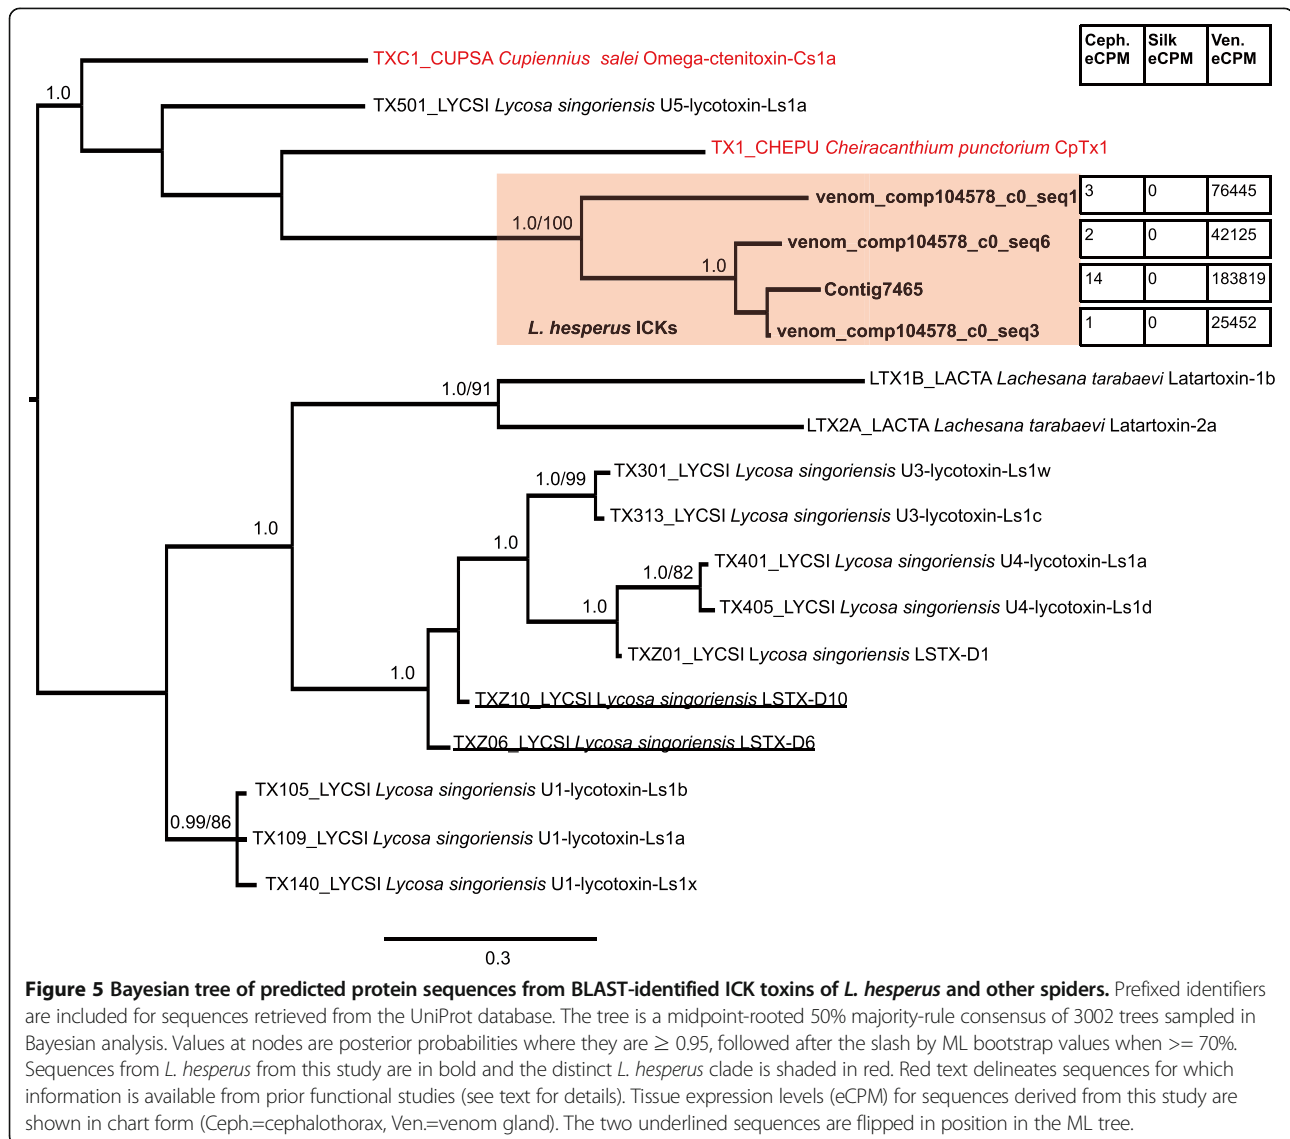 Ceph. eCPM Silk eCPM Ven. eCPM
TXC1_CUPSA Cupiennius salei Omega-ctenitoxin-Cs1a
1.0
TX501_LYCSI Lycosa singoriensis U5-lycotoxin-Ls1a
TX1_CHEPU Cheiracanthium punctorium CpTx1
venom_comp104578_c0_seq1 3 0 76445
1.0/100
venom_comp104578_c0_seq6 2 0 42125
1.0
Contig7465 14 0 183819
L. hesperus ICKs venom_comp104578_c0_seq3 1 0 25452
LTX1B_LACTA Lachesana tarabaevi Latartoxin-1b
1.0/91
LTX2A_LACTA Lachesana tarabaevi Latartoxin-2a
TX301_LYCSI Lycosa singoriensis U3-lycotoxin-Ls1w
1.0/99
TX313_LYCSI Lycosa singoriensis U3-lycotoxin-Ls1c
1.0
1.0
TX401_LYCSI Lycosa singoriensis U4-lycotoxin-Ls1a
1.0/82
TX405_LYCSI Lycosa singoriensis U4-lycotoxin-Ls1d
1.0
TXZ01_LYCSI Lycosa singoriensis LSTX-D1
1.0
TXZ10_LYCSI Lycosa singoriensis LSTX-D10
TXZ06_LYCSI Lycosa singoriensis LSTX-D6
TX105_LYCSI Lycosa singoriensis U1-lycotoxin-Ls1b
0.99/86
TX109_LYCSI Lycosa singoriensis U1-lycotoxin-Ls1a
TX140_LYCSI Lycosa singoriensis U1-lycotoxin-Ls1x
0.3
Figure 5 Bayesian tree of predicted protein sequences from BLAST-identified ICK toxins of L. hesperus and other spiders. Prefixed identifiers
are included for sequences retrieved from the UniProt database. The tree is a midpoint-rooted 50% majority-rule consensus of 3002 trees sampled in
Bayesian analysis. Values at nodes are posterior probabilities where they are ≥ 0.95, followed after the slash by ML bootstrap values when >= 70%.
Sequences from L. hesperus from this study are in bold and the distinct L. hesperus clade is shaded in red. Red text delineates sequences for which
information is available from prior functional studies (see text for details). Tissue expression levels (eCPM) for sequences derived from this study are
shown in chart form (Ceph.=cephalothorax, Ven.=venom gland). The two underlined sequences are flipped in position in the ML tree.